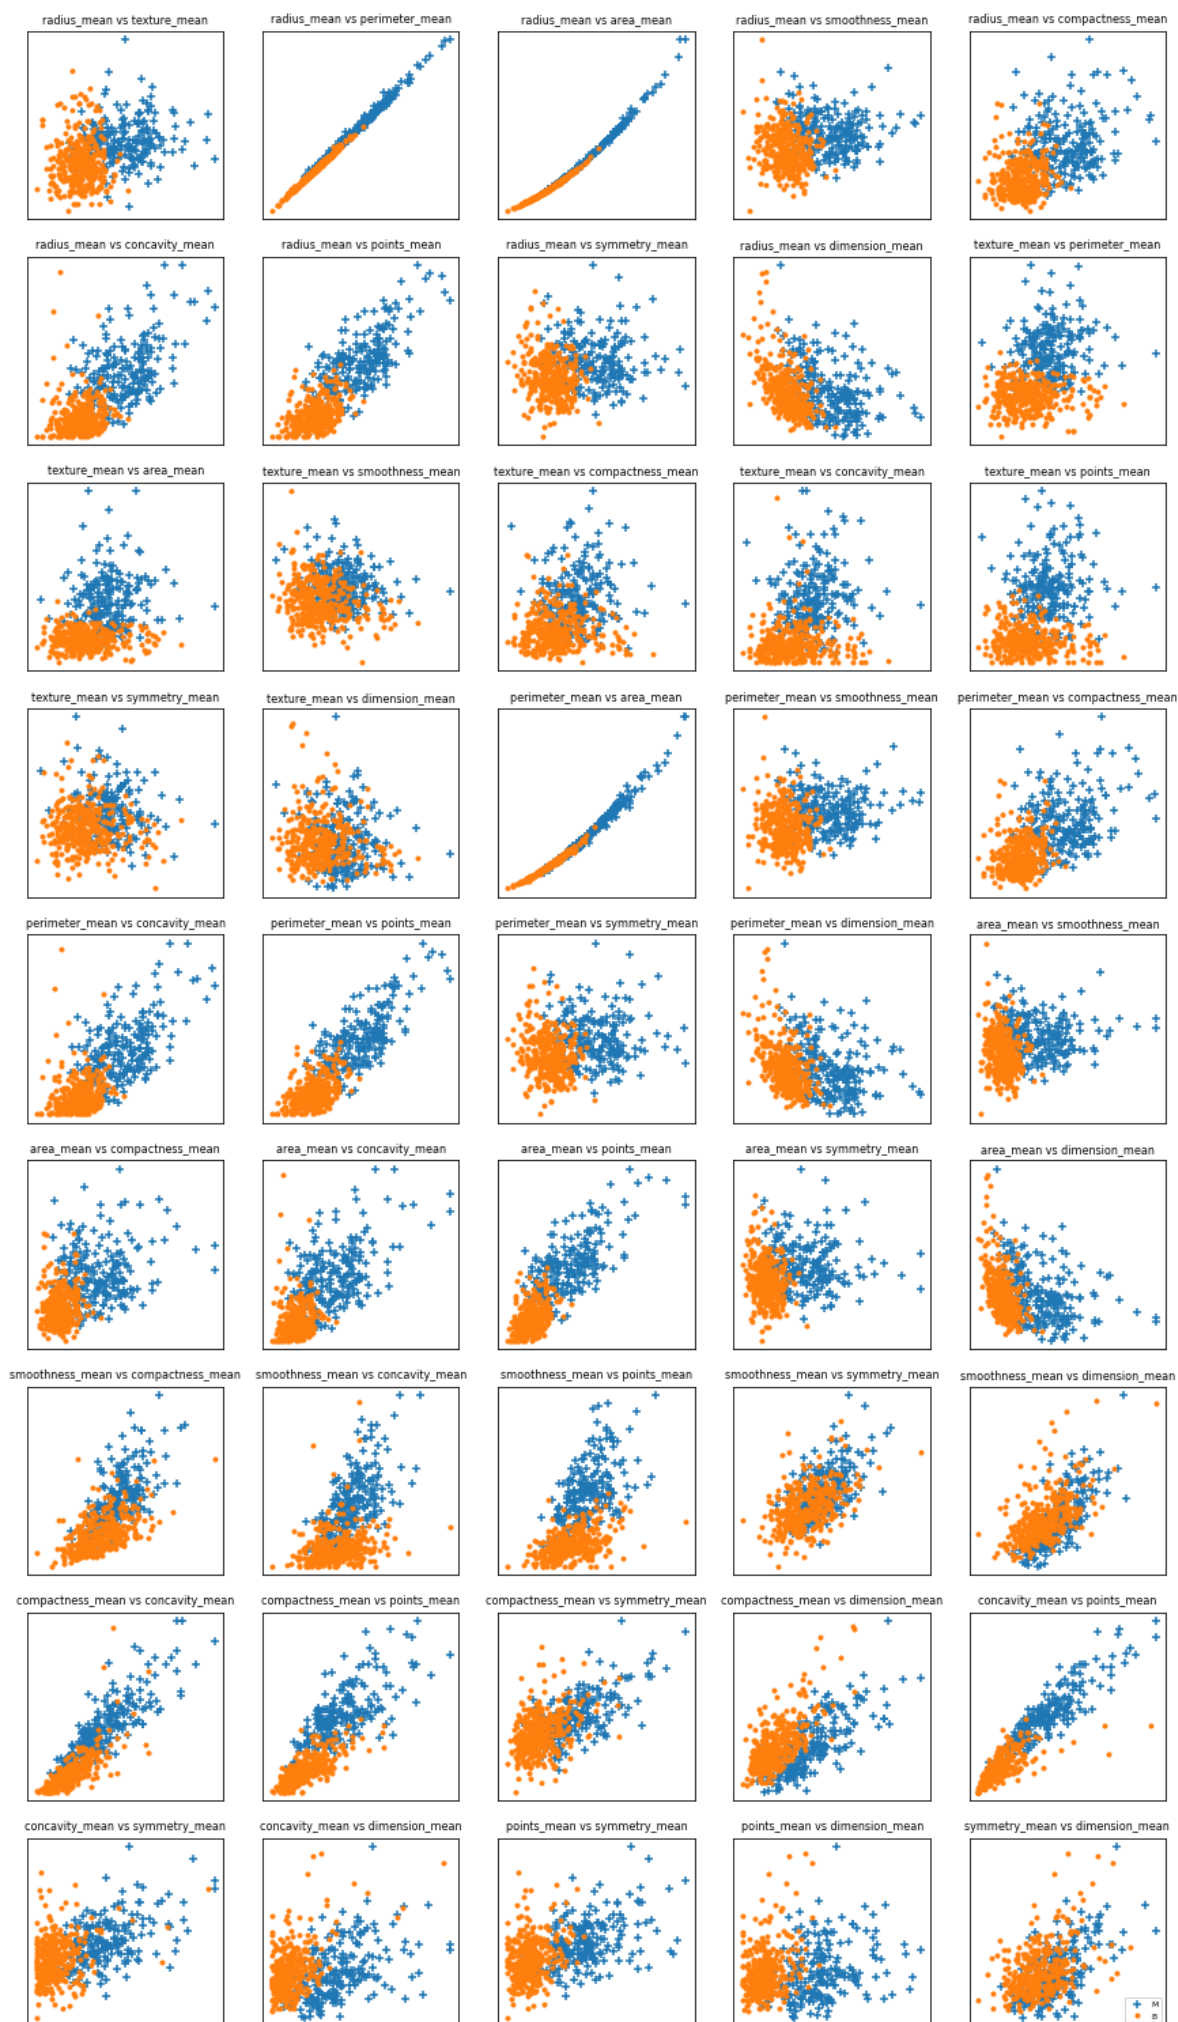 radius_mean vs texture_mean
radius_mean vs perimeter_mean
radius_mean vs area_mean
radius_mean vs smoothness_mean
radius_mean vs compactness_mean
radius_mean vs concavity_mean
radius_mean vs points_mean
radius_mean vs symmetry_mean
radius_mean vs dimension_mean
texture_mean vs perimeter_mean
texture_mean vs area_mean
texture_mean vs smoothness_mean
texture_mean vs compactness_mean
texture_mean vs concavity_mean
texture_mean vs points_mean
texture_mean vs symmetry_mean
texture_mean vs dimension_mean
perimeter_mean vs area_mean
perimeter_mean vs smoothness_mean
perimeter_mean vs compactness_mean
perimeter_mean vs concavity_mean
perimeter_mean vs points_mean
perimeter_mean vs symmetry_mean
perimeter_mean vs dimension_mean
area_mean vs smoothness_mean
area_mean vs compactness_mean
area_mean vs concavity_mean
area_mean vs points_mean
area_mean vs symmetry_mean
area_mean vs dimension_mean
smoothness_mean vs compactness_mean
smoothness_mean vs concavity_mean
smoothness_mean vs points_mean
smoothness_mean vs symmetry_mean
smoothness_mean vs dimension_mean
compactness_mean vs concavity_mean
compactness_mean vs points_mean
compactness_mean vs symmetry_mean
compactness_mean vs dimension_mean
concavity_mean vs points_mean
concavity_mean vs symmetry_mean
concavity_mean vs dimension_mean
points_mean vs symmetry_mean
points_mean vs dimension_mean
symmetry_mean vs dimension_mean
M
B